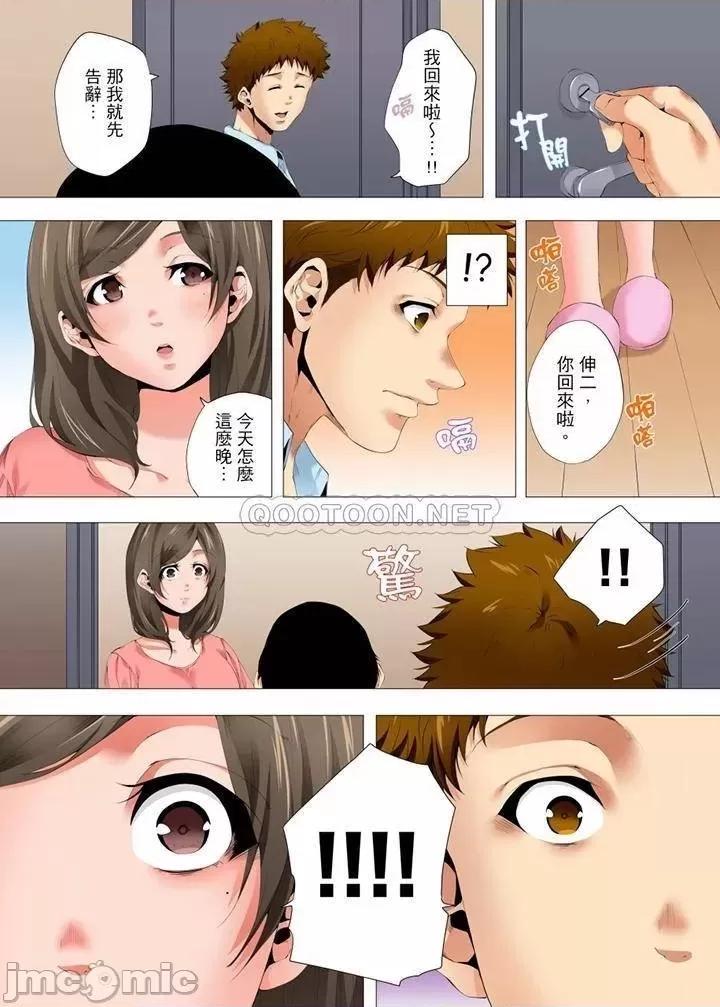 打開
我回來啦~…!!
嗝
那我就先
告辭…
啪嗒
伸二，
你回來啦。
啪嗒
!?
嗝
今天怎麼
這麼晚…
QOOTOON.NET
!!
驚
!!!!
jmcomic